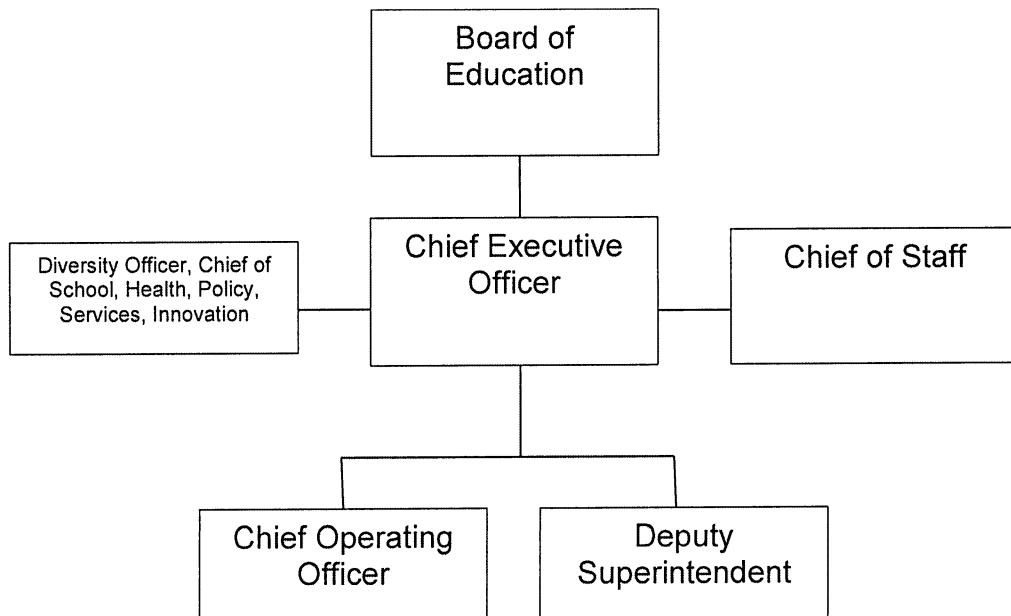 Board of
Education
Diversity Officer, Chief of
School, Health, Policy,
Services, Innovation
Chief Executive
Officer
Chief of Staff
Chief Operating
Officer
Deputy
Superintendent